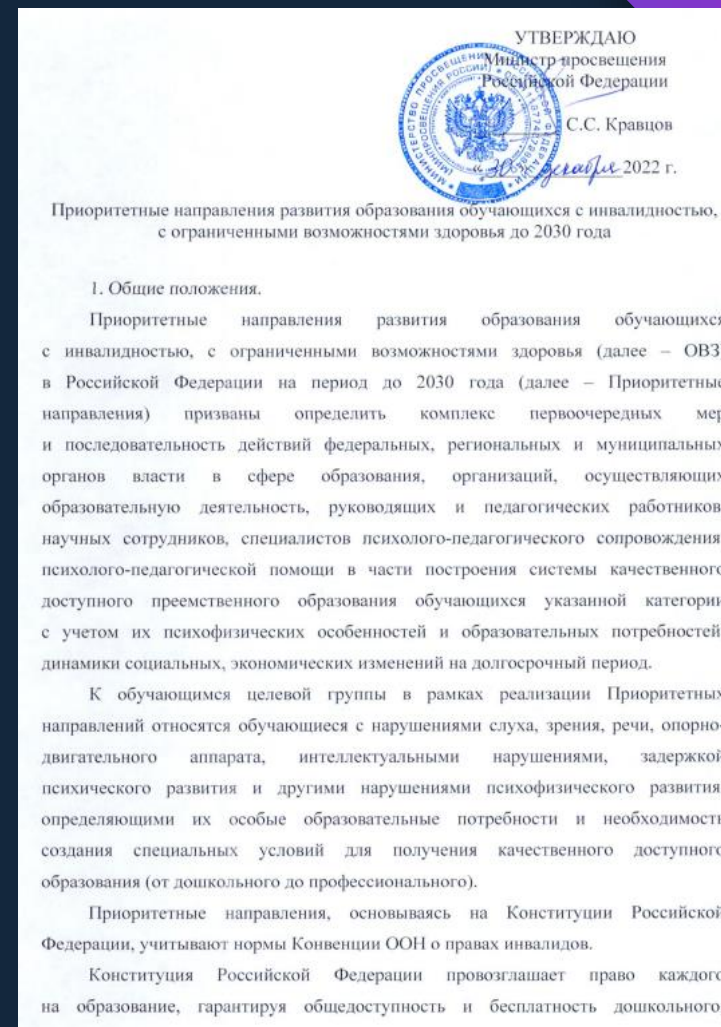 УТВЕРЖДАЮ
Министр просвещения
Российской Федерации
С.С. Кравцов
« 30 » декабря 2022 г.
МИНИСТЕРСТВО ПРОСВЕЩЕНИЯ РОССИЙСКОЙ ФЕДЕРАЦИИ
(МИНПРОСВЕЩЕНИЯ РОССИИ)
Приоритетные направления развития образования обучающихся с инвалидностью,
с ограниченными возможностями здоровья до 2030 года
1. Общие положения.
Приоритетные направления развития образования обучающихся
с инвалидностью, с ограниченными возможностями здоровья (далее – ОВЗ)
в Российской Федерации на период до 2030 года (далее – Приоритетные
направления) призваны определить комплекс первоочередных мер
и последовательность действий федеральных, региональных и муниципальных
органов власти в сфере образования, организаций, осуществляющих
образовательную деятельность, руководящих и педагогических работников
научных сотрудников, специалистов психолого-педагогического сопровождения
психолого-педагогической помощи в части построения системы качественного
доступного преемственного образования обучающихся указанной категории
с учетом их психофизических особенностей и образовательных потребностей
динамики социальных, экономических изменений на долгосрочный период.
К обучающимся целевой группы в рамках реализации Приоритетных
направлений относятся обучающиеся с нарушениями слуха, зрения, речи, опорно-
двигательного аппарата, интеллектуальными нарушениями, задержкой
психического развития и другими нарушениями психофизического развития
определяющими их особые образовательные потребности и необходимость
создания специальных условий для получения качественного доступного
образования (от дошкольного до профессионального).
Приоритетные направления, основываясь на Конституции Российской
Федерации, учитывают нормы Конвенции ООН о правах инвалидов.
Конституция Российской Федерации провозглашает право каждого
на образование, гарантируя общедоступность и бесплатность дошкольного